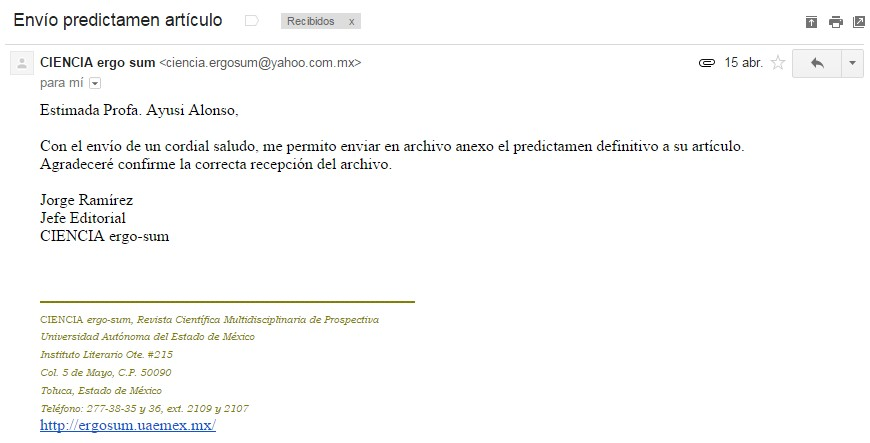 Envío predictamen artículo Recibidos x
CIENCIA ergo sum <ciencia.ergosum@yahoo.com.mx> 15 abr.
para mí
Estimada Profa. Ayusi Alonso,
Con el envío de un cordial saludo, me permito enviar en archivo anexo el predictamen definitivo a su artículo.
Agradeceré confirme la correcta recepción del archivo.
Jorge Ramírez
Jefe Editorial
CIENCIA ergo-sum
CIENCIA ergo-sum, Revista Científica Multidisciplinaria de Prospectiva
Universidad Autónoma del Estado de México
Instituto Literario Ote. #215
Col. 5 de Mayo, C.P. 50090
Toluca, Estado de México
Teléfono: 277-38-35 y 36, ext. 2109 y 2107
http://ergosum.uaemex.mx/